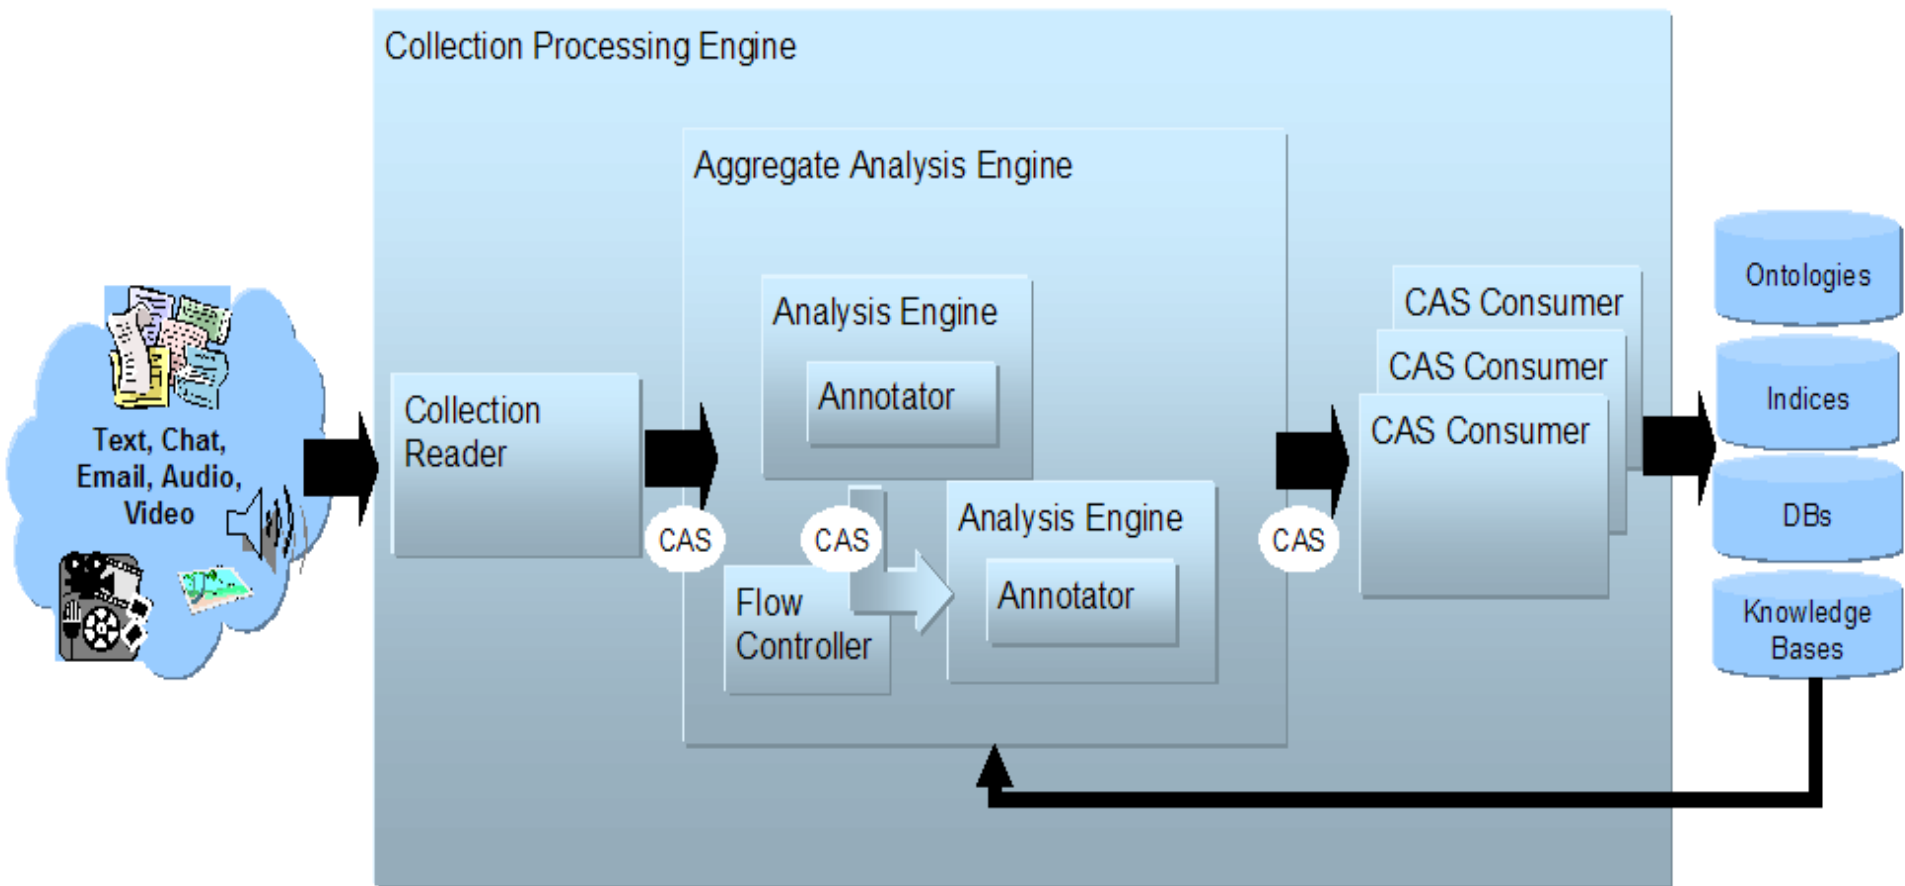 Collection Processing Engine
Aggregate Analysis Engine
Text, Chat,
Email, Audio,
Video
Collection
Reader
CAS
Analysis Engine
Annotator
CAS
Flow
Controller
Analysis Engine
Annotator
CAS
CAS Consumer
CAS Consumer
CAS Consumer
Ontologies
Indices
DBs
Knowledge
Bases